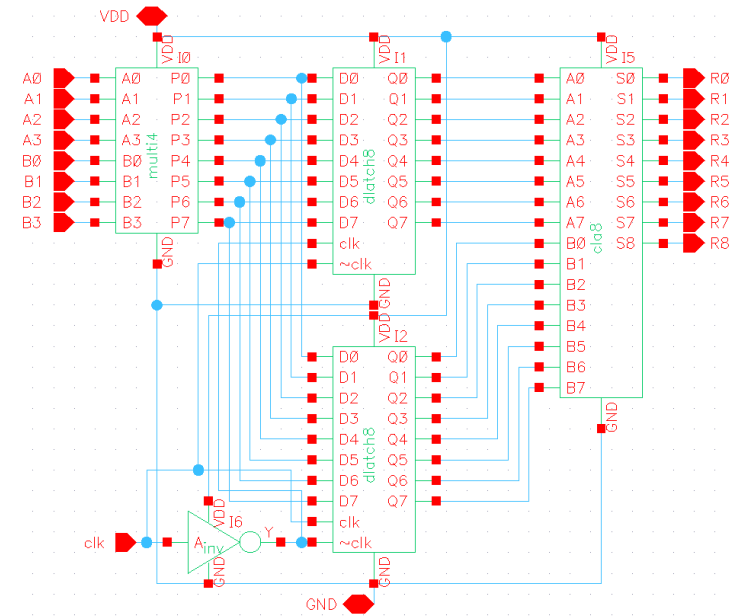 VDD
VDD VDD VDD
I0 I1 I5
A0 A0 P0 D0 Q0 A0 S0 R0
A1 A1 P1 D1 Q1 A1 S1 R1
A2 A2 P2 D2 Q2 A2 S2 R2
A3 A3 P3 D3 Q3 A3 S3 R3
B0 B0 P4 D4 Q4 A4 S4 R4
B1 B1 P5 D5 Q5 A5 S5 R5
B2 B2 P6 D6 Q6 A6 S6 R6
B3 B3 P7 D7 Q7 A7 S7 R7
multi4 dlatch8 cla8
clk B0 S8 R8
GND ~clk B1
B2
GND B3
VDD B4
I2
D0 Q0 B5
D1 Q1 B6
D2 Q2 B7
D3 Q3 GND
D4 Q4
D5 Q5
D6 Q6
D7 Q7
dlatch8
VDD I6 clk
clk A inv Y ~clk
GND GND
GND